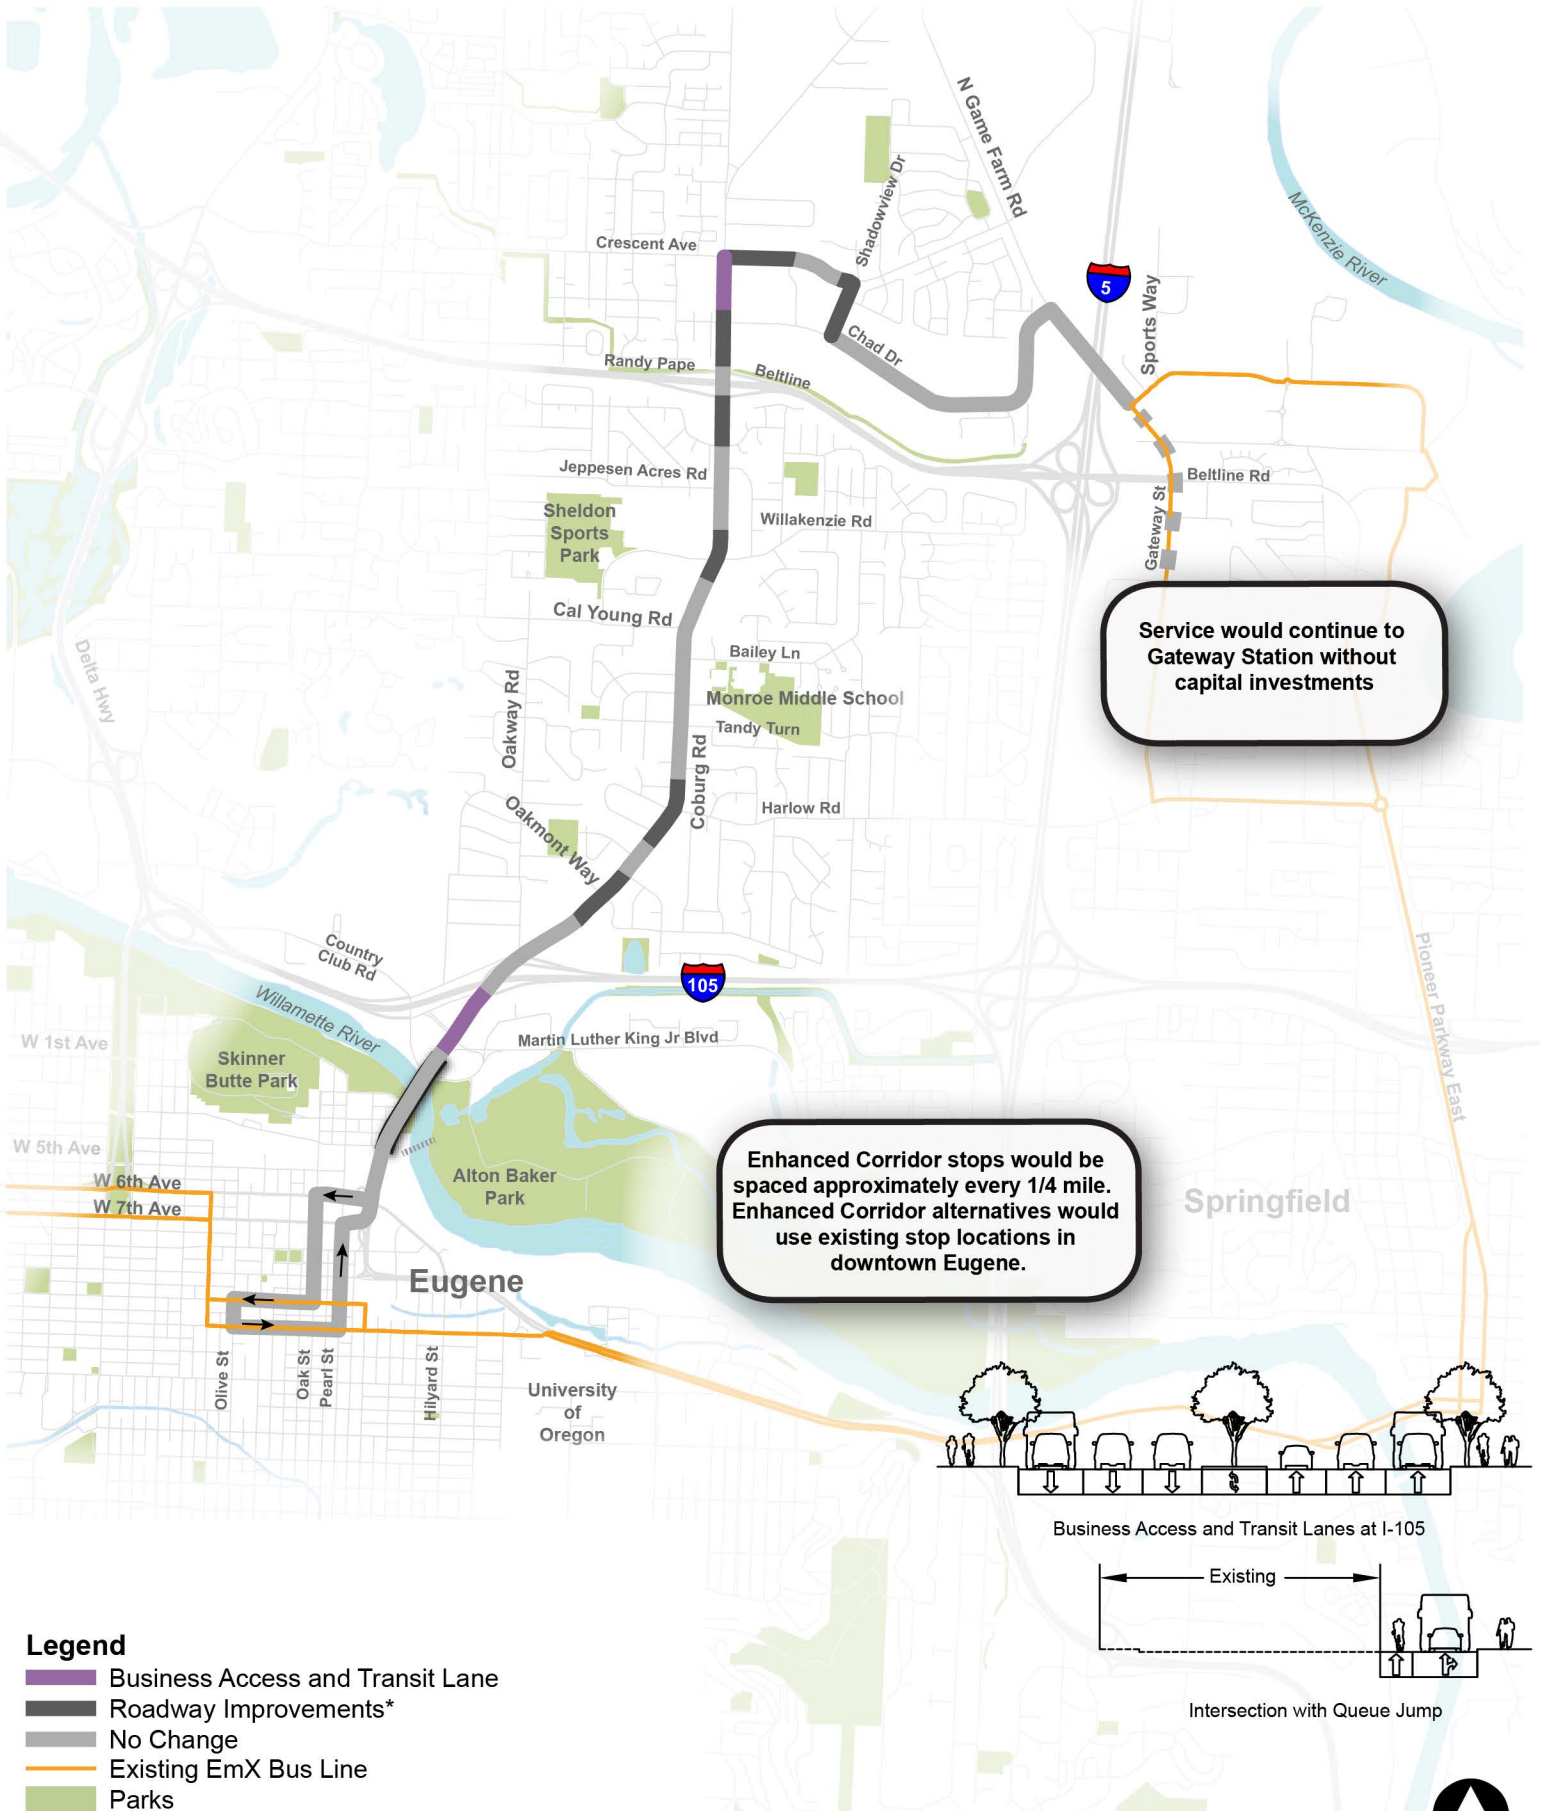 N Game Farm Rd
Shadowview Dr
McKenzie River
Crescent Ave
5
Sports Way
Chad Dr
Randy Pape
Beltline
Jeppesen Acres Rd
Beltline Rd
Sheldon
Sports
Park
Willakenzie Rd
Gateway St
Cal Young Rd
Service would continue to
Gateway Station without
capital investments
Delta Hwy
Bailey Ln
Oakway Rd
Monroe Middle School
Tandy Turn
Coburg Rd
Oakmont Way
Harlow Rd
Country
Club Rd
Pioneer Parkway East
105
Willamette River
W 1st Ave
Martin Luther King Jr Blvd
Skinner
Butte Park
W 5th Ave
Enhanced Corridor stops would be
spaced approximately every 1/4 mile.
Enhanced Corridor alternatives would
use existing stop locations in
downtown Eugene.
Alton Baker
Park
W 6th Ave
W 7th Ave
Springfield
Eugene
Olive St
Oak St
Pearl St
Hilyard St
University
of
Oregon
Business Access and Transit Lanes at I-105
Existing
Intersection with Queue Jump
Legend
Business Access and Transit Lane
Roadway Improvements*
No Change
Existing EmX Bus Line
Parks